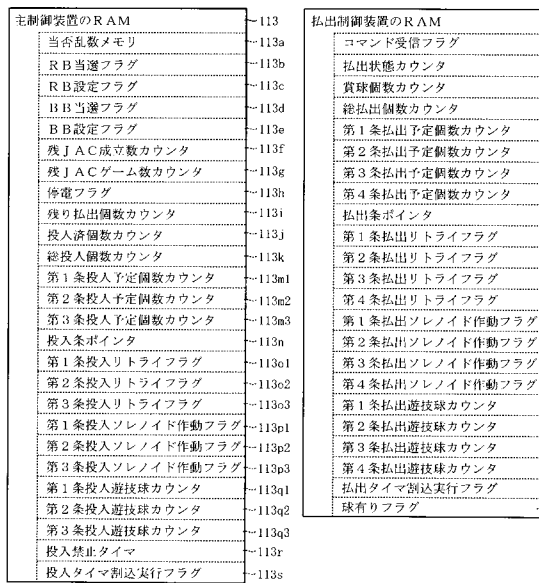 主制御装置のRAM 113
当否乱数メモリ 113a
RB当選フラグ 113b
RB設定フラグ 113c
BB当選フラグ 113d
BB設定フラグ 113e
残JAC成立数カウンタ 113f
残JACゲーム数カウンタ 113g
停電フラグ 113h
残り払出個数カウンタ 113i
投入済個数カウンタ 113j
総投入個数カウンタ 113k
第1条投入予定個数カウンタ 113m1
第2条投入予定個数カウンタ 113m2
第3条投入予定個数カウンタ 113m3
投入条ポインタ 113n
第1条投入リトライフラグ 113o1
第2条投入リトライフラグ 113o2
第3条投入リトライフラグ 113o3
第1条投入ソレノイド作動フラグ 113p1
第2条投入ソレノイド作動フラグ 113p2
第3条投入ソレノイド作動フラグ 113p3
第1条投入遊技球カウンタ 113q1
第2条投入遊技球カウンタ 113q2
第3条投入遊技球カウンタ 113q3
投入禁止タイマ 113r
投入タイマ割込実行フラグ 113s
払出制御装置のRAM
コマンド受信フラグ
払出状態カウンタ
賞球個数カウンタ
総払出個数カウンタ
第1条払出予定個数カウンタ
第2条払出予定個数カウンタ
第3条払出予定個数カウンタ
第4条払出予定個数カウンタ
払出条ポインタ
第1条払出リトライフラグ
第2条払出リトライフラグ
第3条払出リトライフラグ
第4条払出リトライフラグ
第1条払出ソレノイド作動フラグ
第2条払出ソレノイド作動フラグ
第3条払出ソレノイド作動フラグ
第4条払出ソレノイド作動フラグ
第1条払出遊技球カウンタ
第2条払出遊技球カウンタ
第3条払出遊技球カウンタ
第4条払出遊技球カウンタ
払出タイマ割込実行フラグ
球有りフラグ